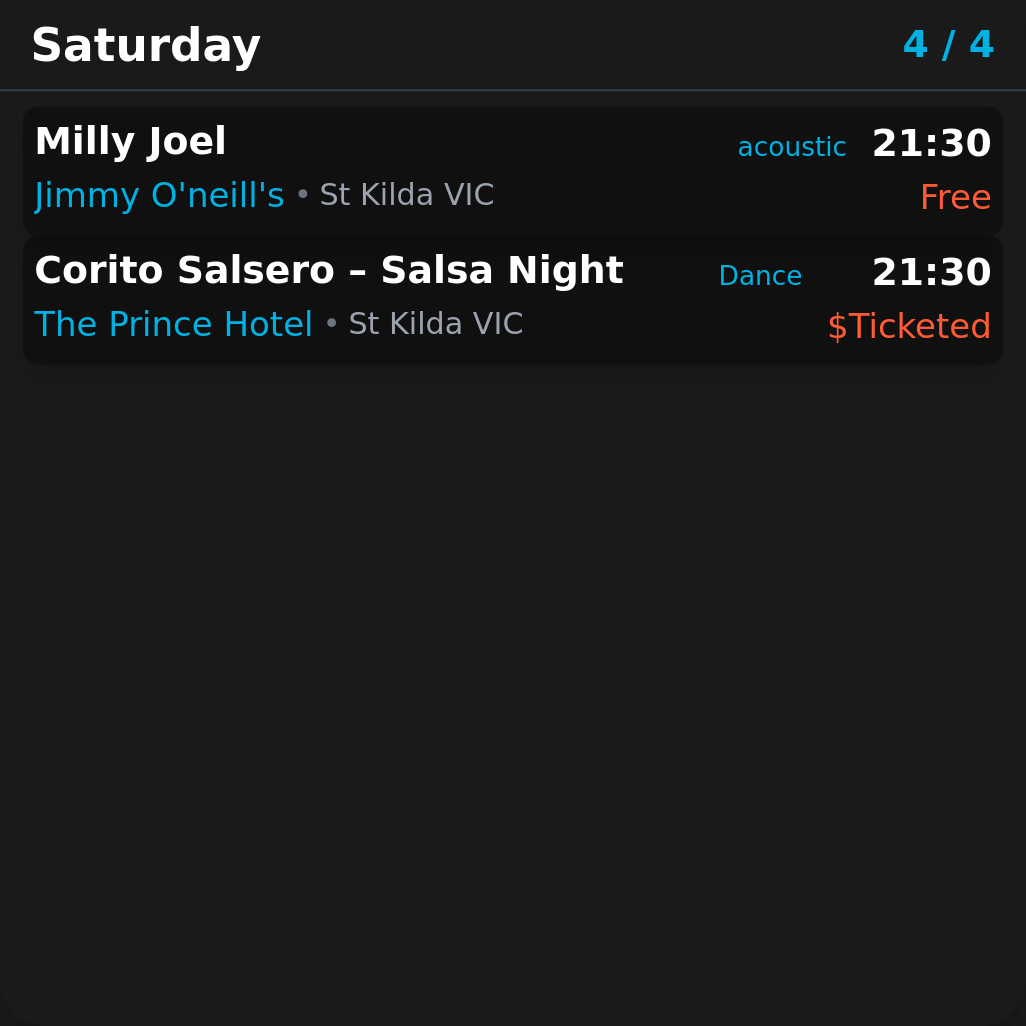 Saturday 4 / 4
Milly Joel acoustic 21:30
Jimmy O'neill's • St Kilda VIC Free
Corito Salsero – Salsa Night Dance 21:30
The Prince Hotel • St Kilda VIC $Ticketed